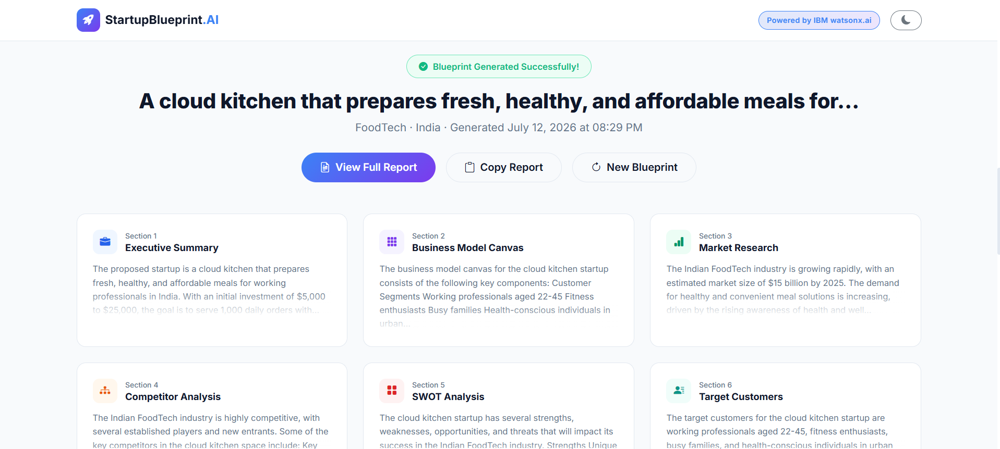 StartupBlueprint.AI
Powered by IBM watsonx.ai
Blueprint Generated Successfully!
A cloud kitchen that prepares fresh, healthy, and affordable meals for...
FoodTech · India · Generated July 12, 2026 at 08:29 PM
View Full Report
Copy Report
New Blueprint
Section 1
Executive Summary
The proposed startup is a cloud kitchen that prepares
fresh, healthy, and affordable meals for working
professionals in India. With an initial investment of $5,000
to $25,000, the goal is to serve 1,000 daily orders with...
Section 2
Business Model Canvas
The business model canvas for the cloud kitchen startup
consists of the following key components: Customer
Segments Working professionals aged 22-45 Fitness
enthusiasts Busy families Health-conscious individuals in
urban...
Section 3
Market Research
The Indian FoodTech industry is growing rapidly, with an
estimated market size of $15 billion by 2025. The demand
for healthy and convenient meal solutions is increasing,
driven by the rising awareness of health and well...
Section 4
Competitor Analysis
The Indian FoodTech industry is highly competitive, with
several established players and new entrants. Some of the
key competitors in the cloud kitchen space include: Key
Section 5
SWOT Analysis
The cloud kitchen startup has several strengths,
weaknesses, opportunities, and threats that will impact its
success in the Indian FoodTech industry. Strengths Unique
Section 6
Target Customers
The target customers for the cloud kitchen startup are
working professionals aged 22-45, fitness enthusiasts,
busy families, and health-conscious individuals in urban